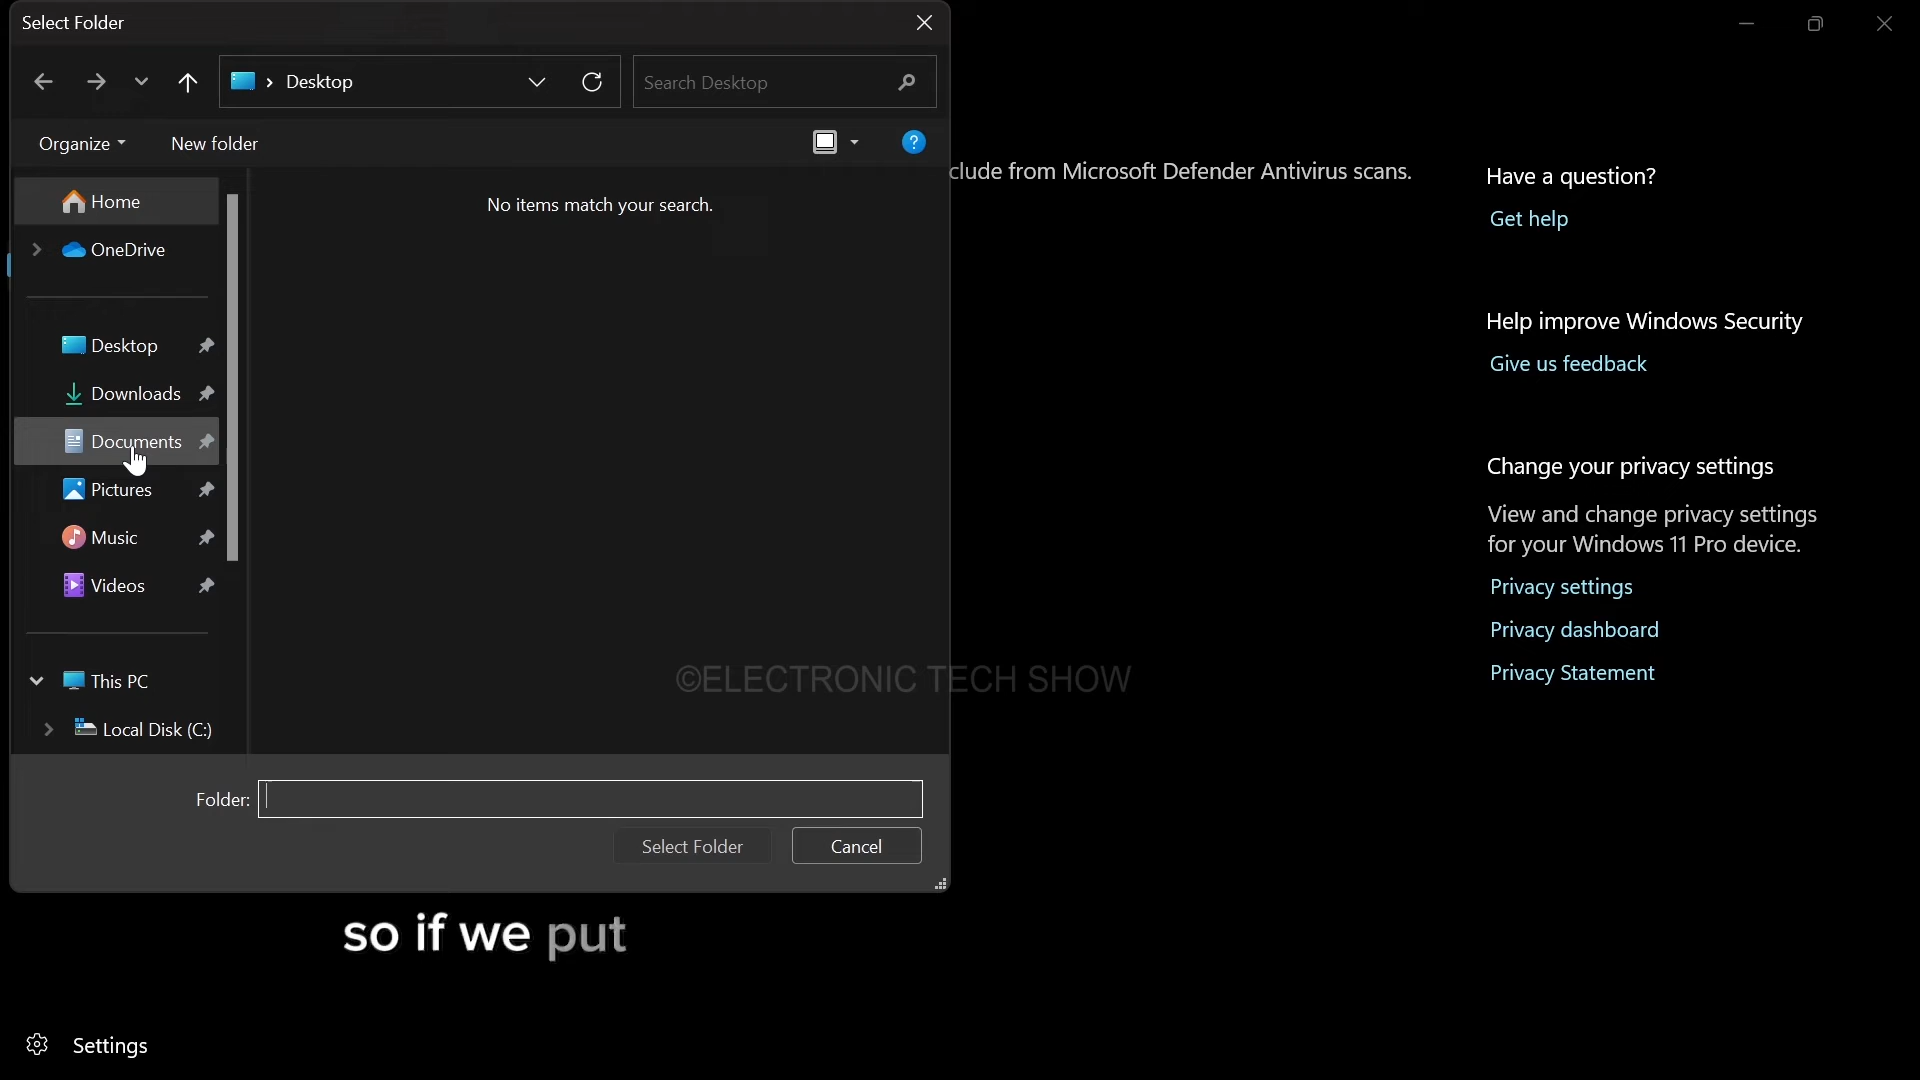 Select Folder
Desktop
Search Desktop
Organize
New folder
Home
OneDrive
Desktop
Downloads
Documents
Pictures
Music
Videos
This PC
Local Disk (C:)
No items match your search.
Folder:
Select Folder
Cancel
clude from Microsoft Defender Antivirus scans.
Have a question?
Get help
Help improve Windows Security
Give us feedback
Change your privacy settings
View and change privacy settings
for your Windows 11 Pro device.
Privacy settings
Privacy dashboard
Privacy Statement
©ELECTRONIC TECH SHOW
so if we put
Settings